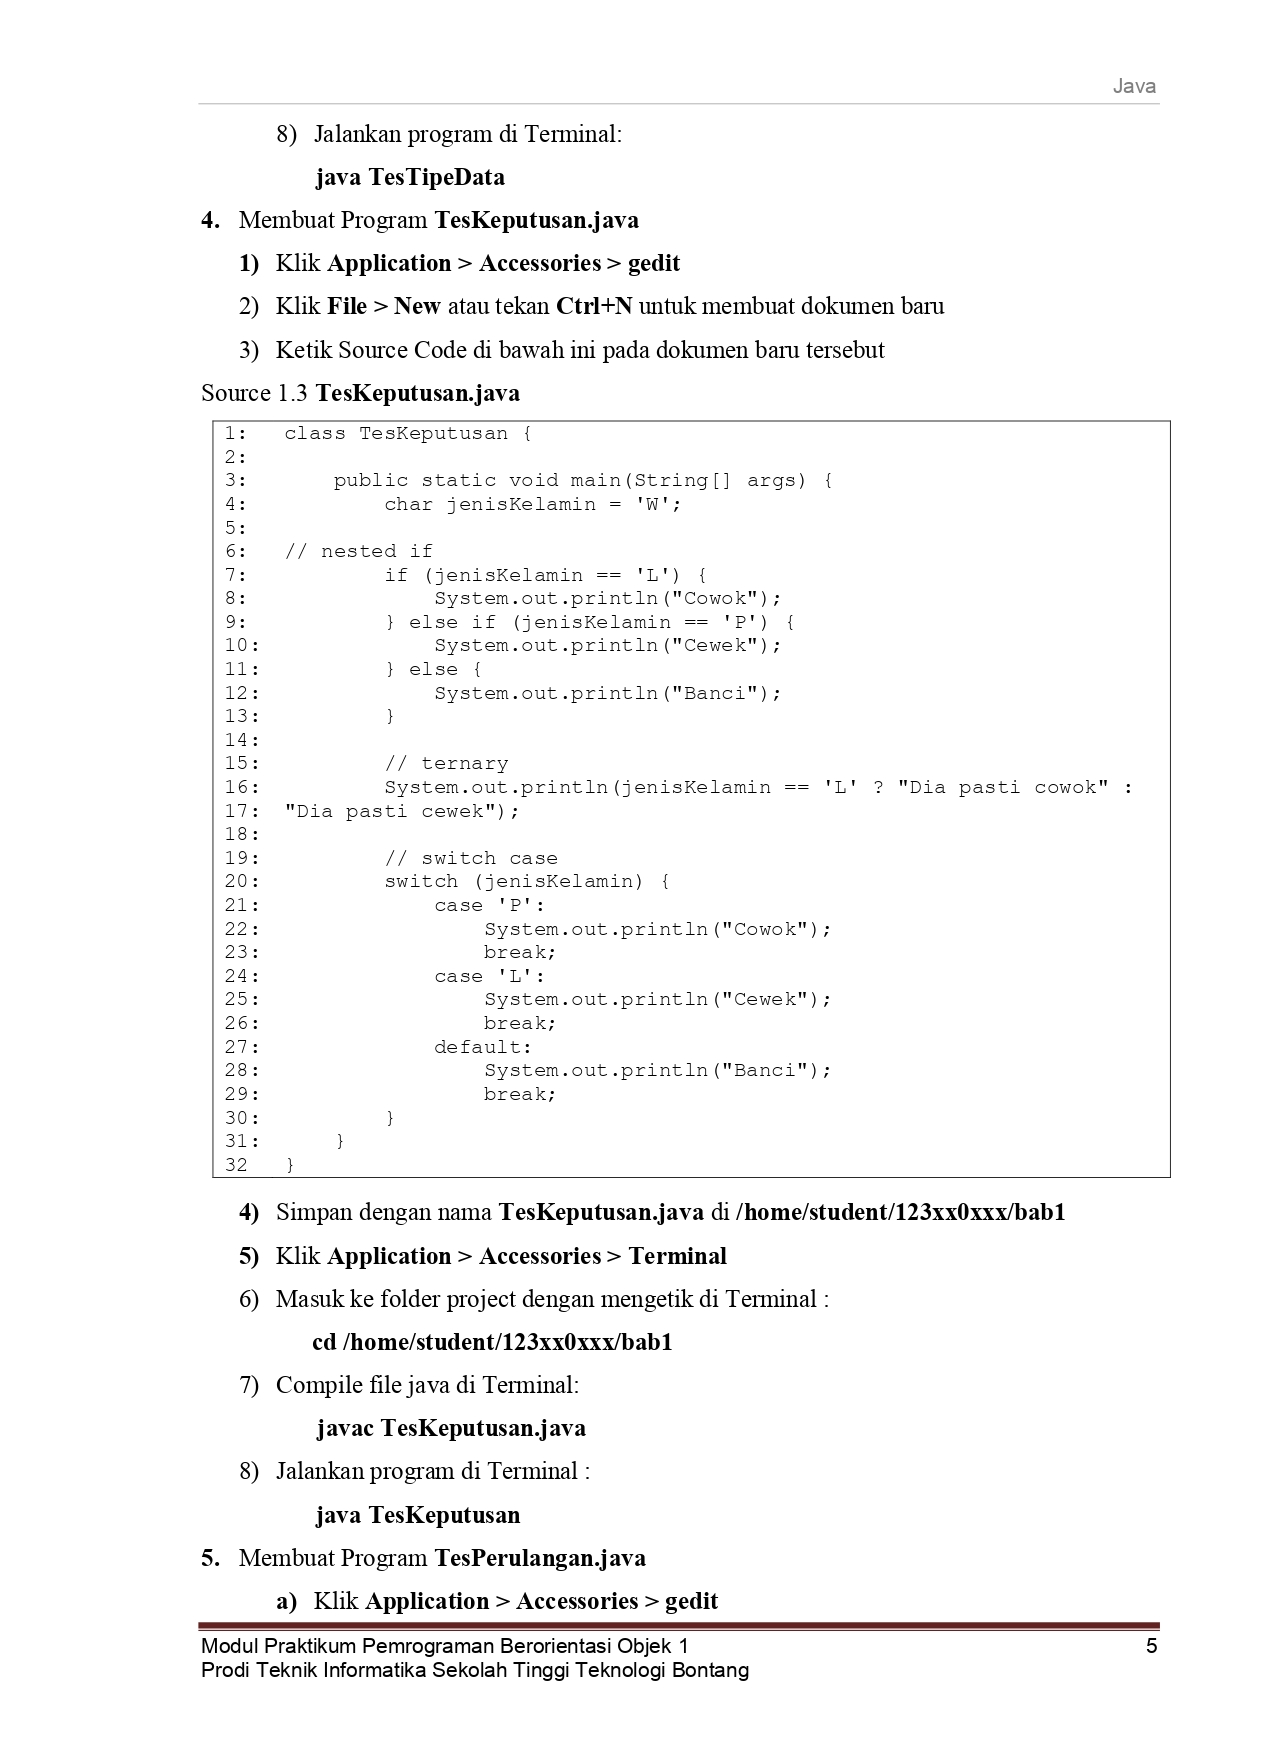 Java
8) Jalankan program di Terminal:
java TesTipeData
4. Membuat Program TesKeputusan.java
1) Klik Application > Accessories > gedit
2) Klik File > New atau tekan Ctrl+N untuk membuat dokumen baru
3) Ketik Source Code di bawah ini pada dokumen baru tersebut
Source 1.3 TesKeputusan.java
1: class TesKeputusan {
2:
3:     public static void main(String[] args) {
4:         char jenisKelamin = 'W';
5:
6: // nested if
7:         if (jenisKelamin == 'L') {
8:             System.out.println("Cowok");
9:         } else if (jenisKelamin == 'P') {
10:             System.out.println("Cewek");
11:         } else {
12:             System.out.println("Banci");
13:         }
14:
15:         // ternary
16:         System.out.println(jenisKelamin == 'L' ? "Dia pasti cowok" :
17: "Dia pasti cewek");
18:
19:         // switch case
20:         switch (jenisKelamin) {
21:             case 'P':
22:                 System.out.println("Cowok");
23:                 break;
24:             case 'L':
25:                 System.out.println("Cewek");
26:                 break;
27:             default:
28:                 System.out.println("Banci");
29:                 break;
30:         }
31:     }
32 }
4) Simpan dengan nama TesKeputusan.java di /home/student/123xx0xxx/bab1
5) Klik Application > Accessories > Terminal
6) Masuk ke folder project dengan mengetik di Terminal :
cd /home/student/123xx0xxx/bab1
7) Compile file java di Terminal:
javac TesKeputusan.java
8) Jalankan program di Terminal :
java TesKeputusan
5. Membuat Program TesPerulangan.java
a) Klik Application > Accessories > gedit
Modul Praktikum Pemrograman Berorientasi Objek 1 5
Prodi Teknik Informatika Sekolah Tinggi Teknologi Bontang